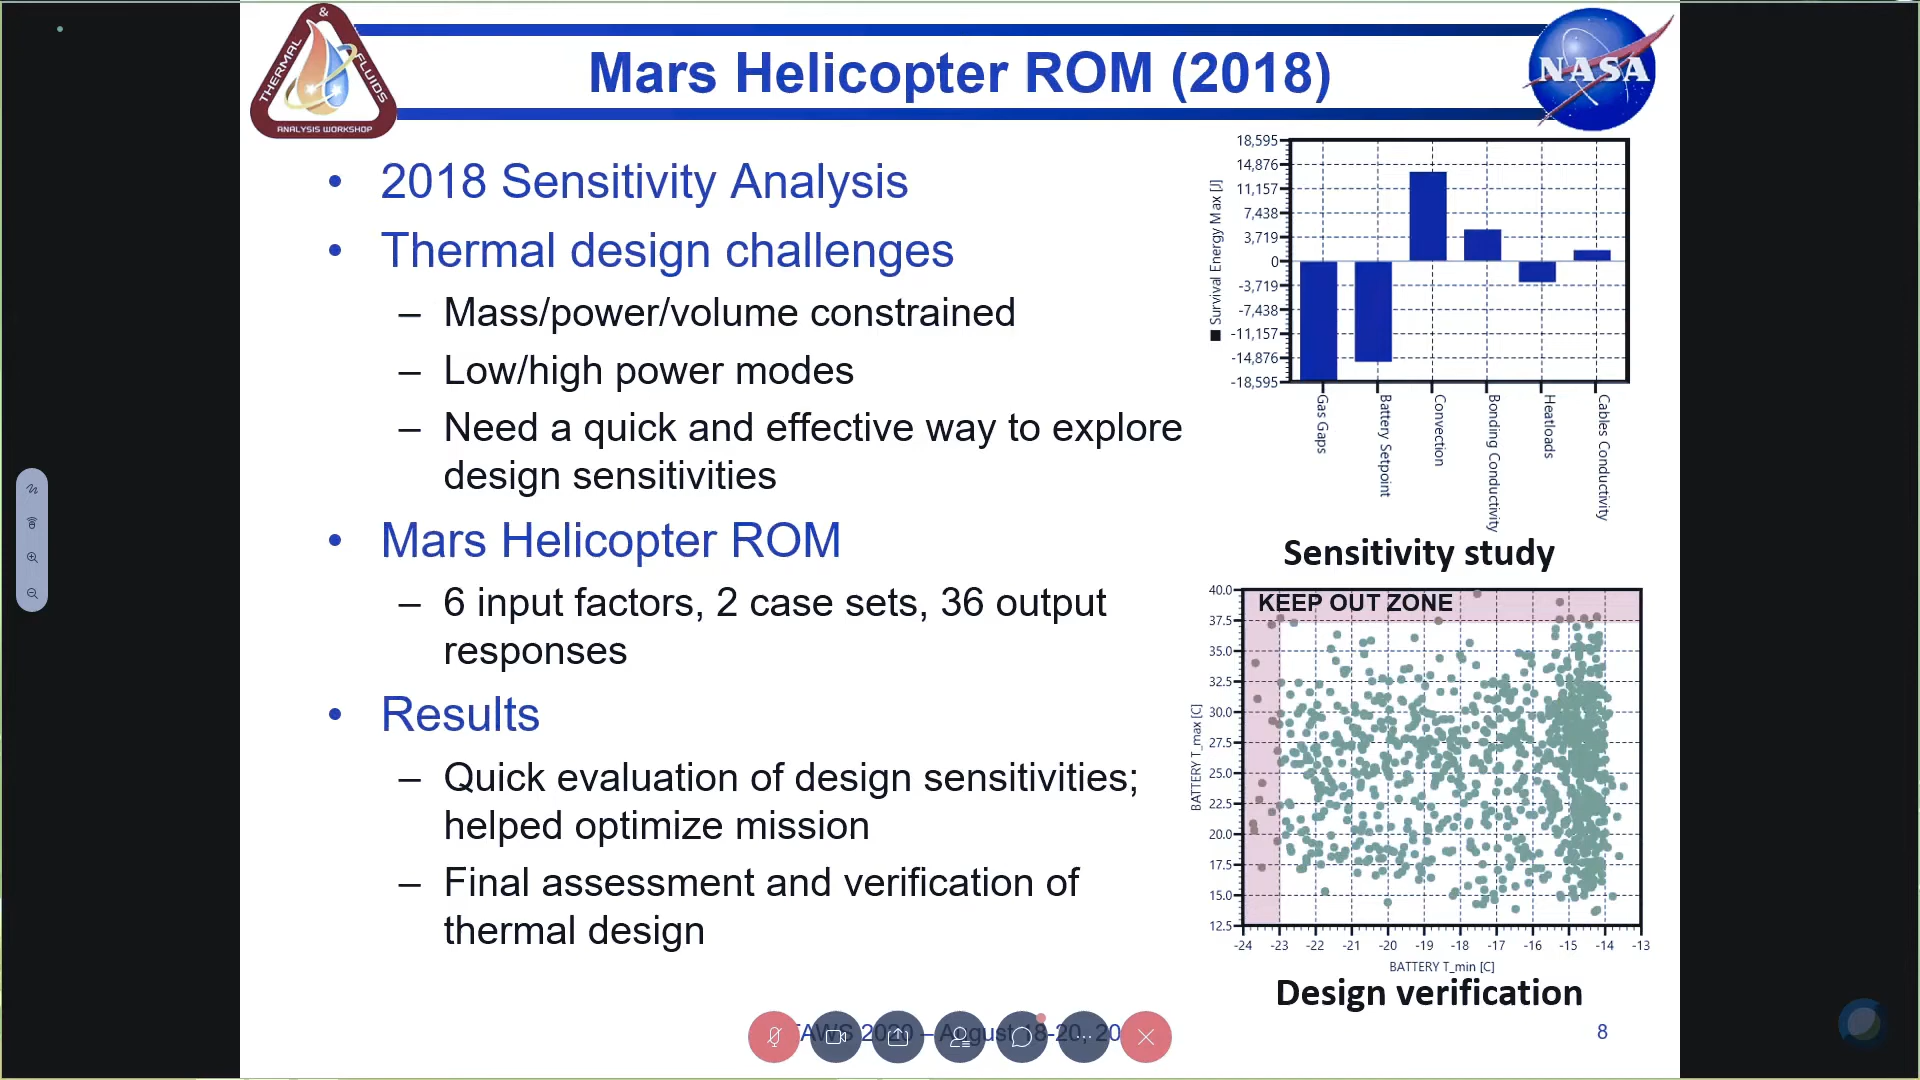 &
THERMAL
FLUIDS
ANALYSIS WORKSHOP
Mars Helicopter ROM (2018)
NASA
• 2018 Sensitivity Analysis
• Thermal design challenges
– Mass/power/volume constrained
– Low/high power modes
– Need a quick and effective way to explore
design sensitivities
• Mars Helicopter ROM
– 6 input factors, 2 case sets, 36 output
responses
• Results
– Quick evaluation of design sensitivities;
helped optimize mission
– Final assessment and verification of
thermal design
Survival Energy Max [J]
18,595
14,876
11,157
7,438
3,719
0
-3,719
-7,438
-11,157
-14,876
-18,595
Gas Gaps
Battery Setpoint
Convection
Bonding Conductivity
Heatloads
Cables Conductivity
Sensitivity study
KEEP OUT ZONE
BATTERY T_max [C]
40.0
37.5
35.0
32.5
30.0
27.5
25.0
22.5
20.0
17.5
15.0
12.5
-24 -23 -22 -21 -20 -19 -18 -17 -16 -15 -14 -13
BATTERY T_min [C]
Design verification
2020 – August 18-20, 20
8